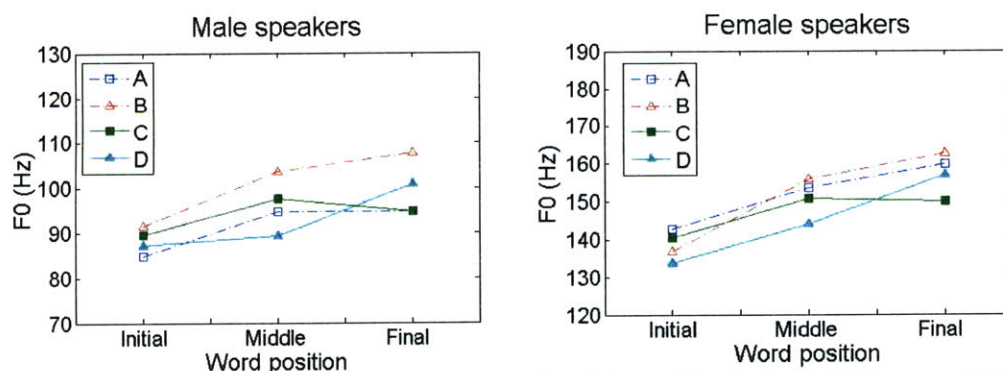 Male speakers
130
120
110
100
90
80
70
F0 (Hz)
A
B
C
D
Initial Middle Final
Word position
Female speakers
190
180
170
160
150
140
130
120
F0 (Hz)
A
B
C
D
Initial Middle Final
Word position